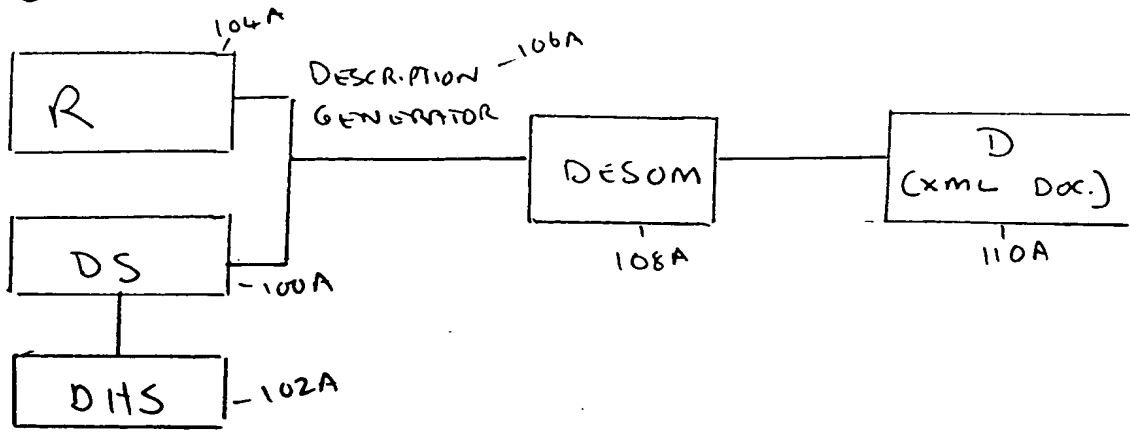 104A
R
DESCRIPTION -106A
GENERATOR
DESOM
108A
D
(XML DOC.)
110A
DS
-100A
DHS
-102A